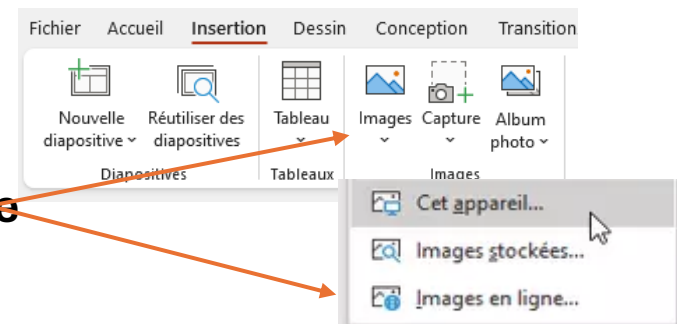 Fichier Accueil Insertion Dessin Conception Transition
Nouvelle diapositive Réutiliser des diapositives Tableau Images Capture Album photo
Diapositives Tableaux Images
e
Cet appareil...
Images stockées...
Images en ligne...